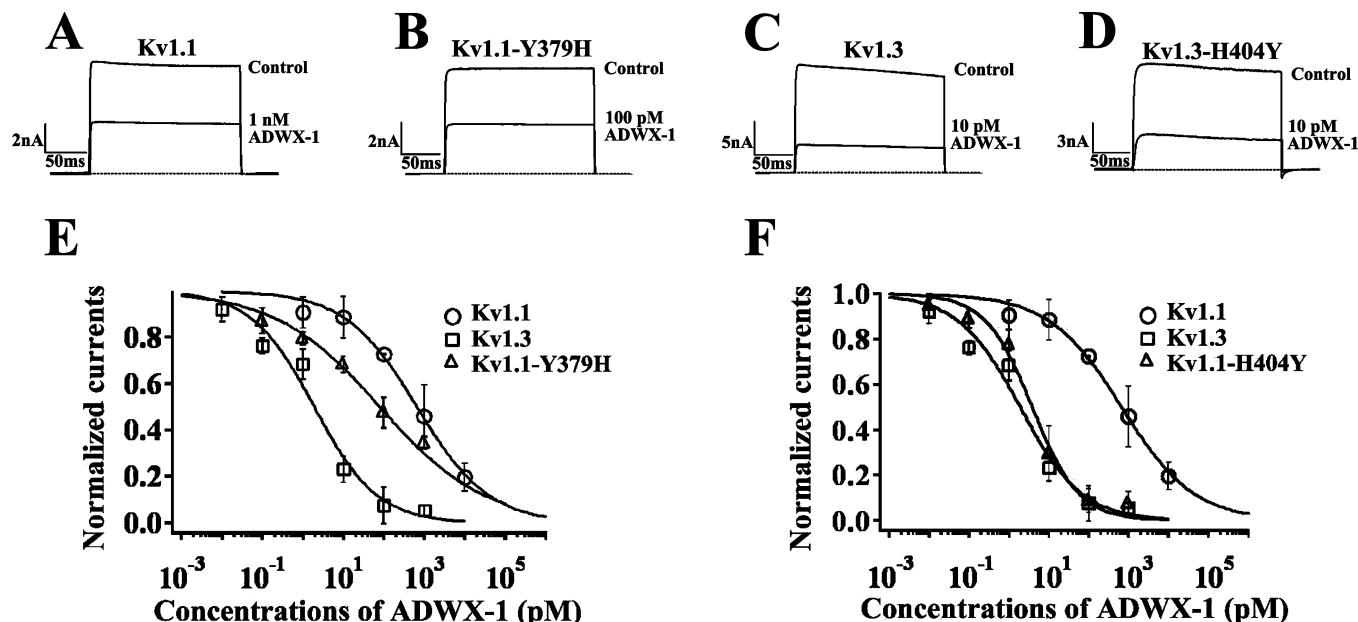 A
Kv1.1
Control
1 nM
ADWX-1
2nA
50ms
B
Kv1.1-Y379H
Control
100 pM
ADWX-1
2nA
50ms
C
Kv1.3
Control
10 pM
ADWX-1
5nA
50ms
D
Kv1.3-H404Y
Control
10 pM
ADWX-1
3nA
50ms
E
Normalized currents
0.8
0.6
0.4
0.2
0.0
Kv1.1
Kv1.3
Kv1.1-Y379H
10⁻³ 10⁻¹ 10¹ 10³ 10⁵
Concentrations of ADWX-1 (pM)
F
Normalized currents
1.0
0.8
0.6
0.4
0.2
0.0
Kv1.1
Kv1.3
Kv1.1-H404Y
10⁻³ 10⁻¹ 10¹ 10³ 10⁵
Concentrations of ADWX-1 (pM)